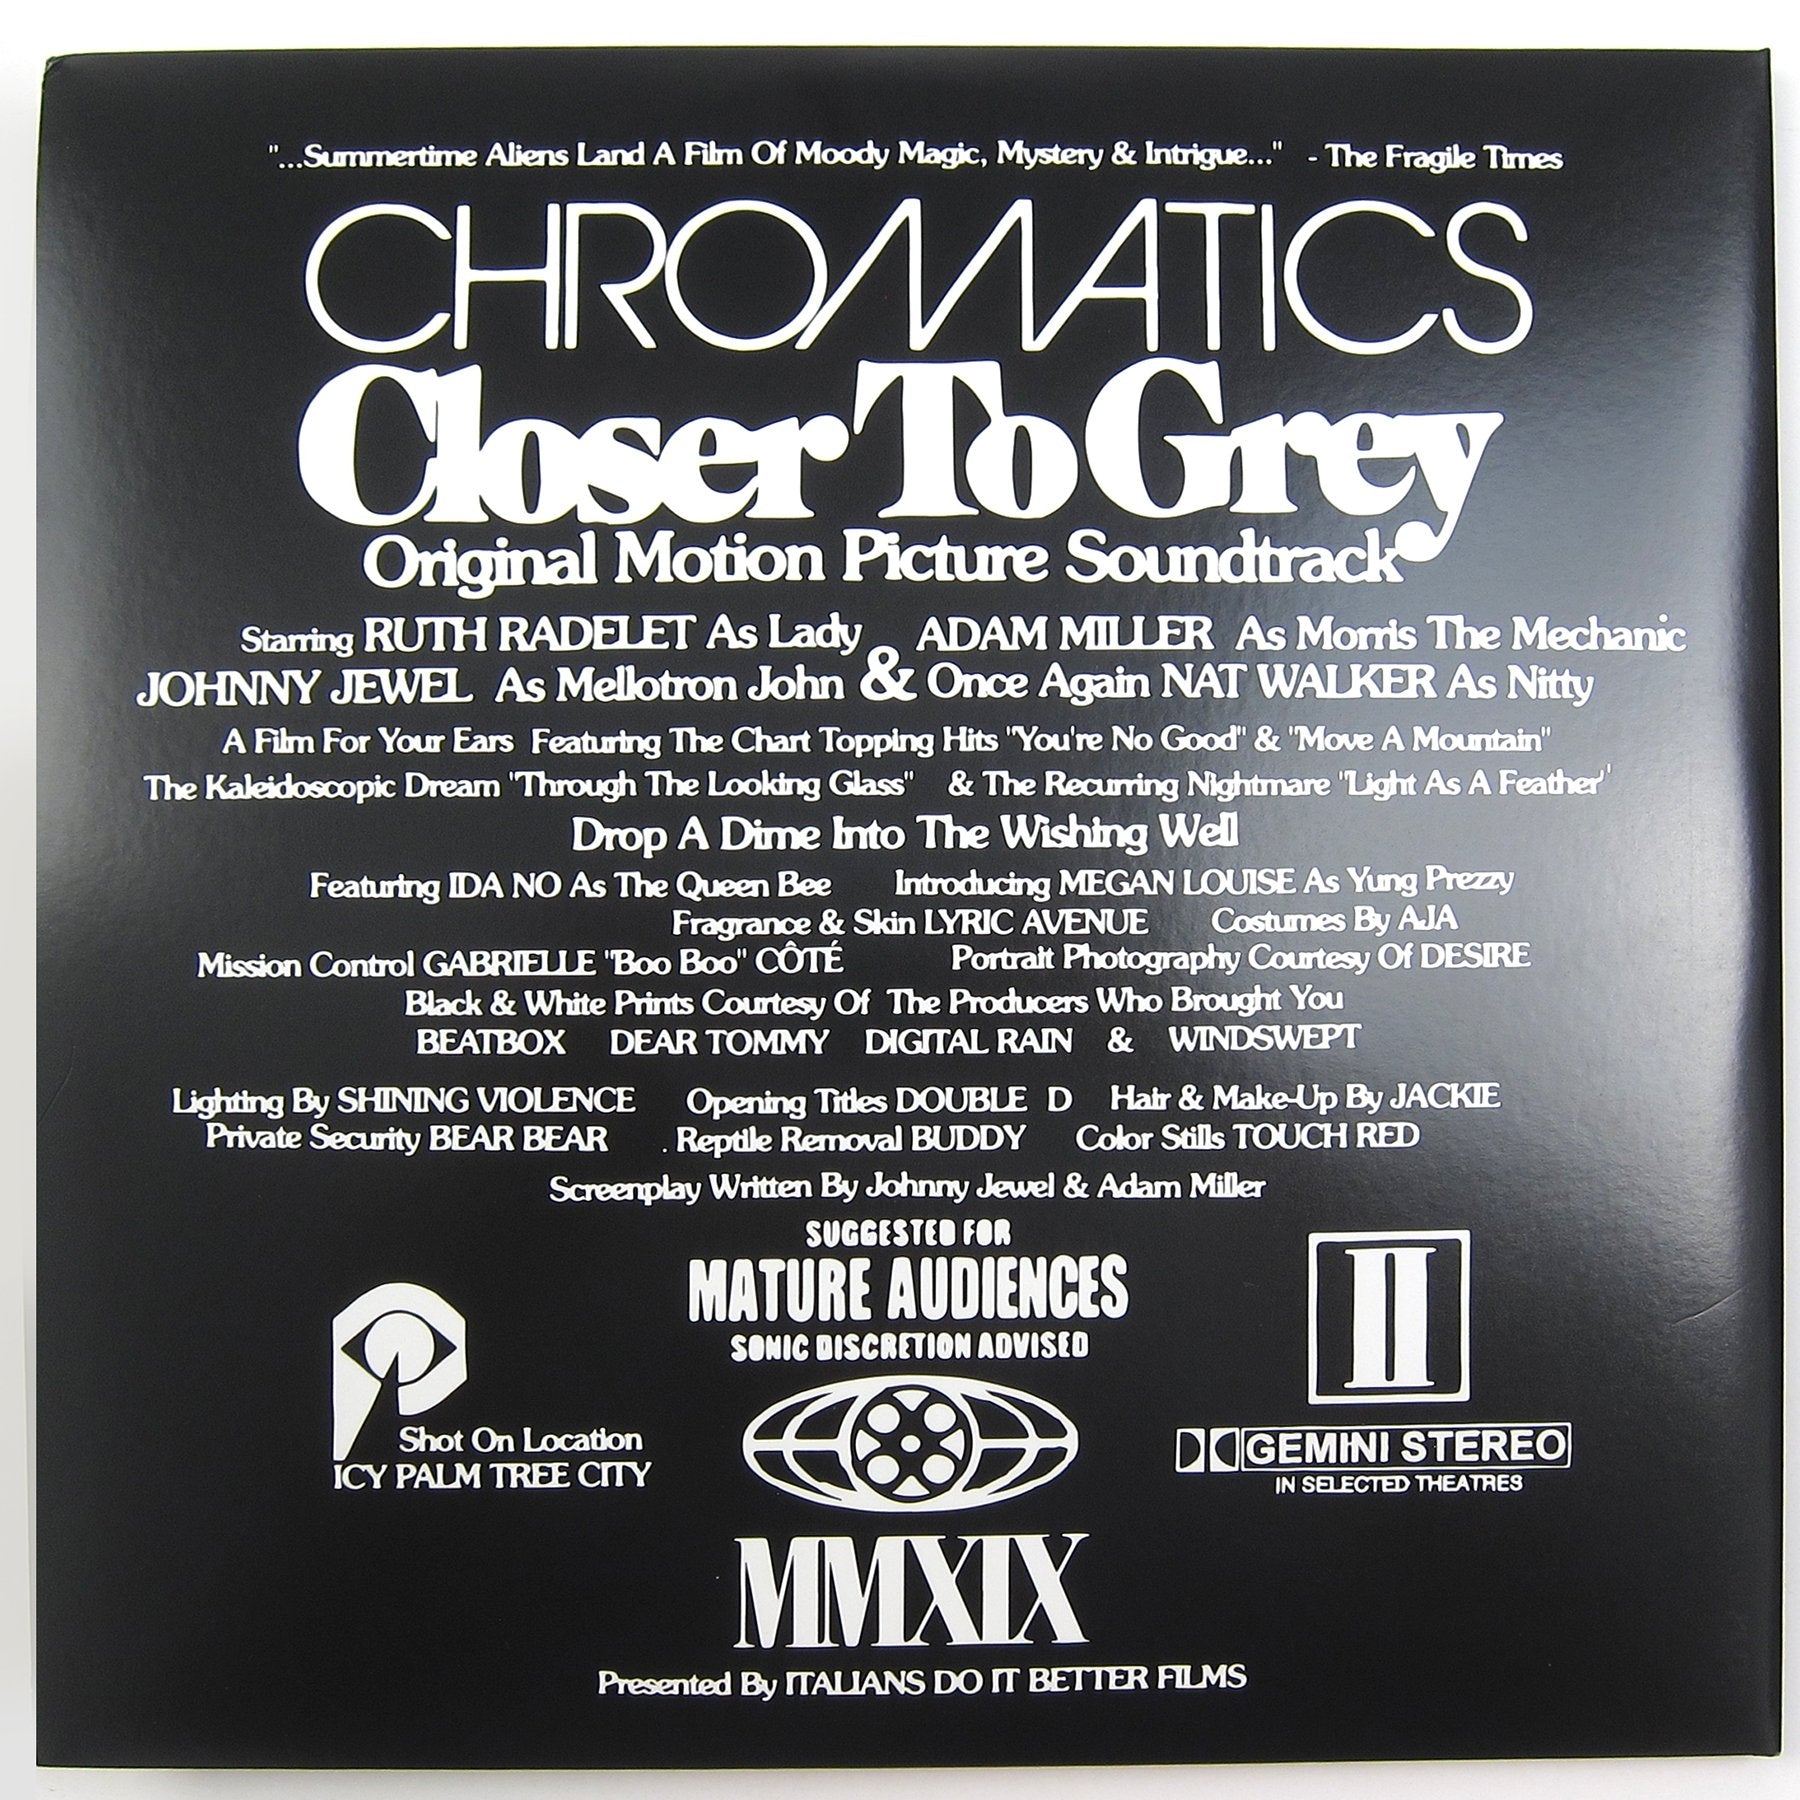 "...Summertime Aliens Land A Film Of Moody Magic, Mystery & Intrigue..." - The Fragile Times
CHROMATICS
Closer To Grey
Original Motion Picture Soundtrack
Starring RUTH RADELET As Lady & ADAM MILLER As Morris The Mechanic
JOHNNY JEWEL As Mellotron John & Once Again NAT WALKER As Nitty
A Film For Your Ears Featuring The Chart Topping Hits "You're No Good" & "Move A Mountain"
The Kaleidoscopic Dream "Through The Looking Glass" & The Recurring Nightmare "Light As A Feather"
Drop A Dime Into The Wishing Well
Featuring IDA NO As The Queen Bee Introducing MEGAN LOUISE As Yung Prezzy
Fragrance & Skin LYRIC AVENUE Costumes By AJA
Mission Control GABRIELLE "Boo Boo" CÔTÉ Portrait Photography Courtesy Of DESIRE
Black & White Prints Courtesy Of The Producers Who Brought You
BEATBOX DEAR TOMMY DIGITAL RAIN & WINDSWEPT
Lighting By SHINING VIOLENCE Opening Titles DOUBLE D Hair & Make-Up By JACKIE
Private Security BEAR BEAR . Reptile Removal BUDDY Color Stills TOUCH RED
Screenplay Written By Johnny Jewel & Adam Miller
SUGGESTED FOR
MATURE AUDIENCES
SONIC DISCRETION ADVISED
Shot On Location
ICY PALM TREE CITY
II
GEMINI STEREO
IN SELECTED THEATRES
MMXIX
Presented By ITALIANS DO IT BETTER FILMS